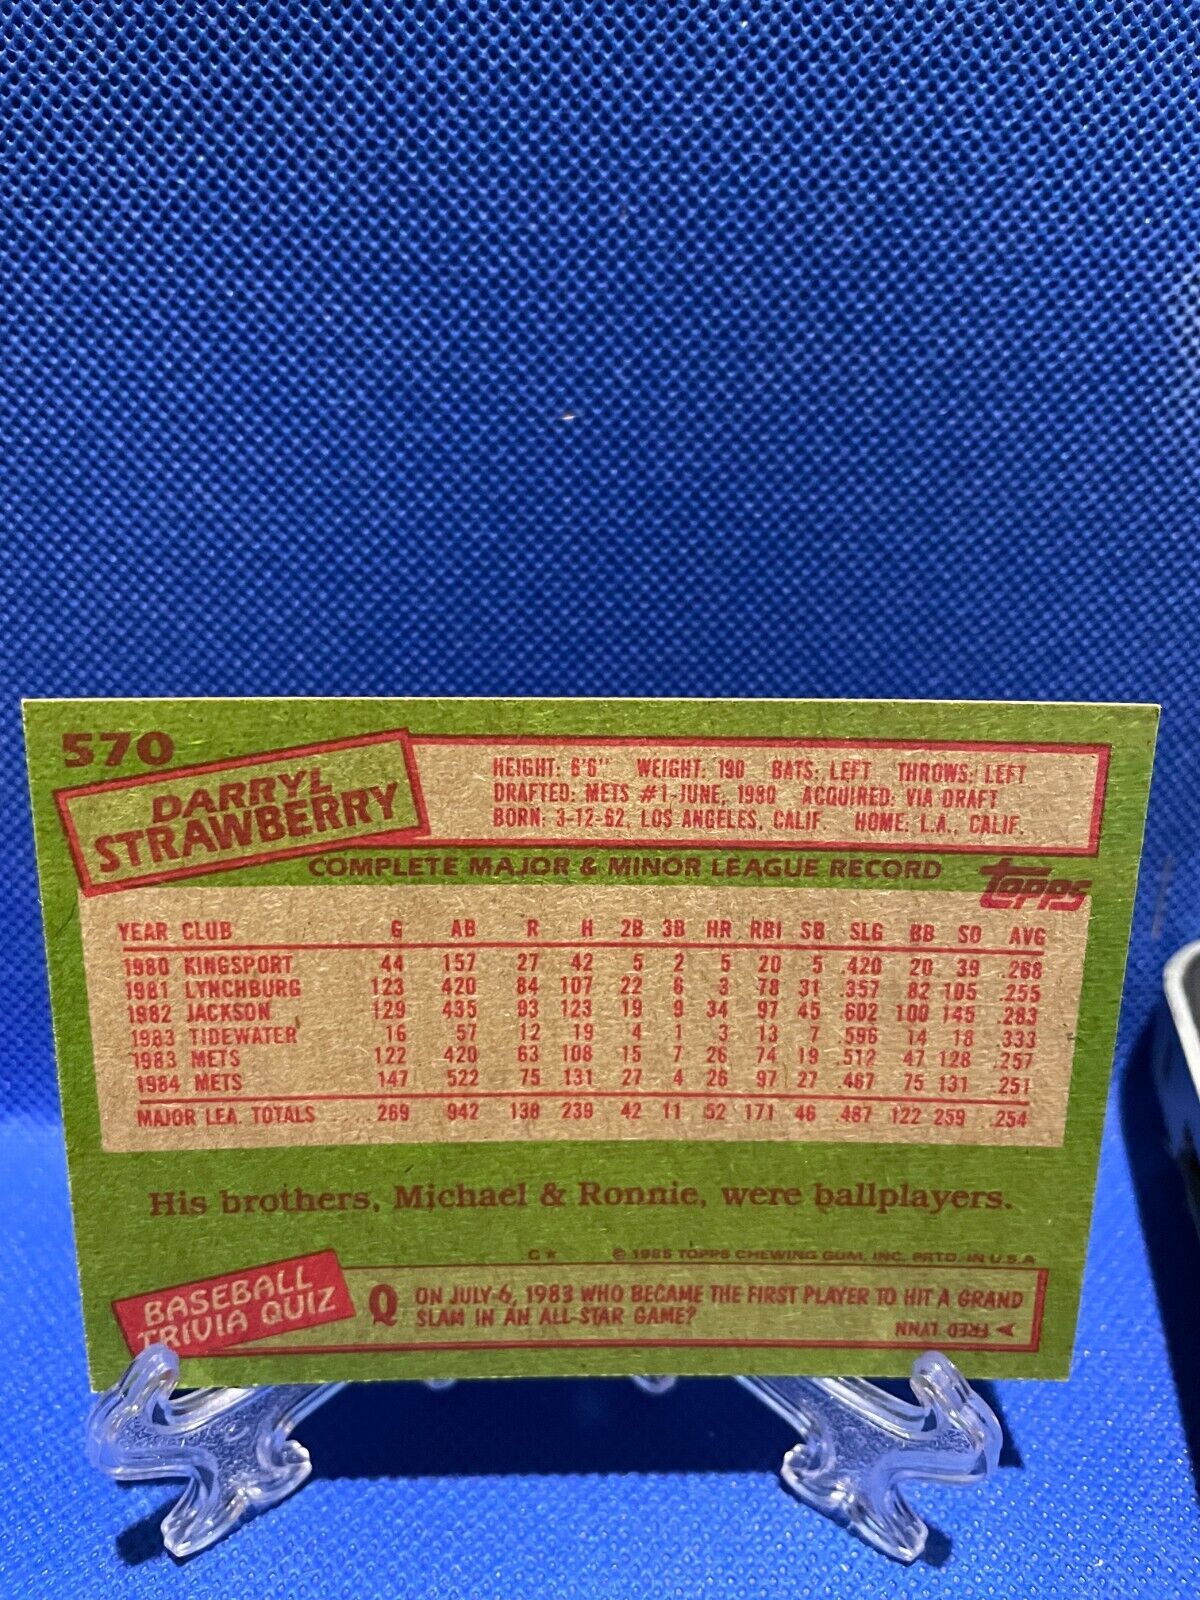 570
DARRYL
STRAWBERRY
HEIGHT: 6'6" WEIGHT: 190 BATS: LEFT THROWS: LEFT
DRAFTED: METS #1-JUNE, 1980 ACQUIRED: VIA DRAFT
BORN: 3-12-62, LOS ANGELES, CALIF. HOME: L.A., CALIF.
COMPLETE MAJOR & MINOR LEAGUE RECORD
TOPPS
YEAR CLUB G AB R H 2B 3B HR RBI SB SLG BB SO AVG
1980 KINGSPORT 44 157 27 42 5 2 5 20 5 .420 20 39 .268
1981 LYNCHBURG 123 420 84 107 22 6 3 78 31 .357 82 105 .255
1982 JACKSON 129 435 93 123 19 9 34 97 45 .602 100 145 .283
1983 TIDEWATER 16 57 12 19 4 1 3 13 7 .596 14 18 .333
1983 METS 122 420 63 108 15 7 26 74 19 .512 47 128 .257
1984 METS 147 522 75 131 27 4 26 97 27 .467 75 131 .251
MAJOR LEA. TOTALS 269 942 138 239 42 11 52 171 46 .487 122 259 .254
His brothers, Michael & Ronnie, were ballplayers.
C* © 1985 TOPPS CHEWING GUM, INC. PRTD. IN U.S.A
BASEBALL
TRIVIA QUIZ
Q ON JULY 6, 1983 WHO BECAME THE FIRST PLAYER TO HIT A GRAND
SLAM IN AN ALL-STAR GAME?
A FRED LYNN